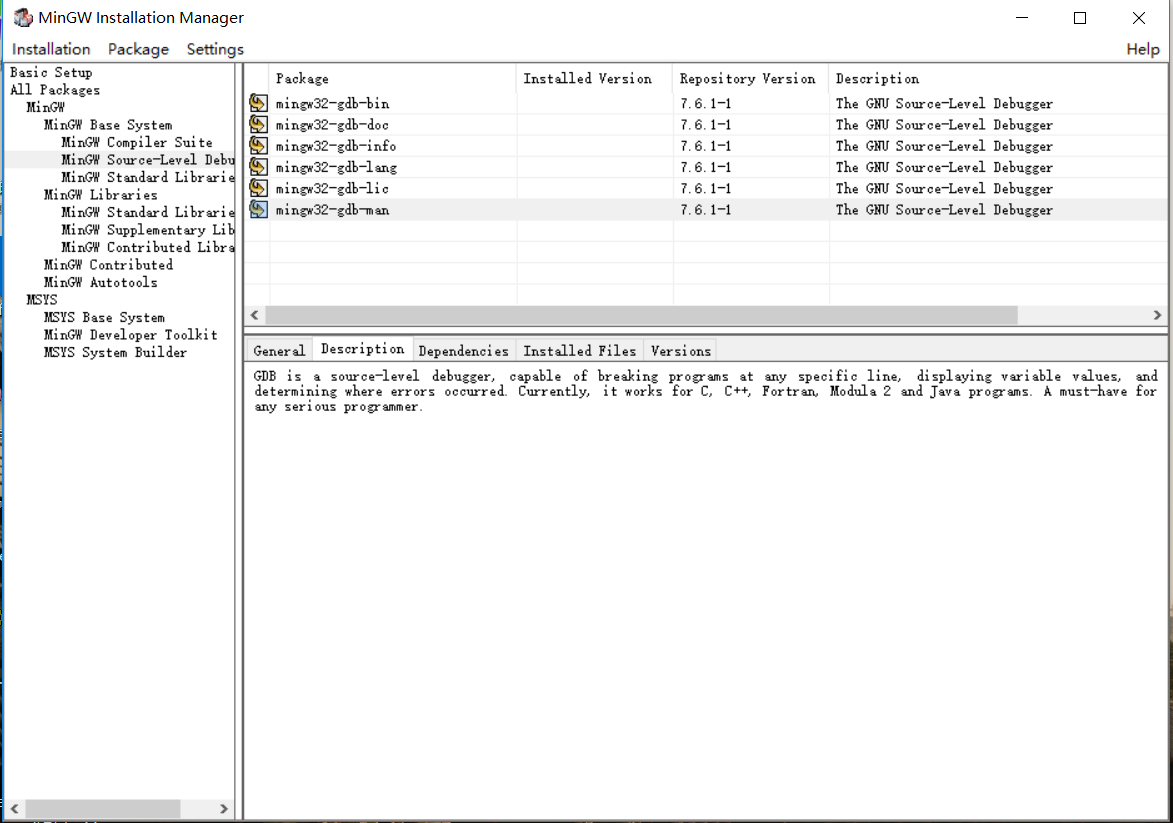 MinGW Installation Manager
Installation Package Settings Help
Basic Setup
All Packages
MinGW
MinGW Base System
MinGW Compiler Suite
MinGW Source-Level Debu
MinGW Standard Librarie
MinGW Libraries
MinGW Standard Librarie
MinGW Supplementary Lib
MinGW Contributed Libra
MinGW Contributed
MinGW Autotools
MSYS
MSYS Base System
MinGW Developer Toolkit
MSYS System Builder
Package Installed Version Repository Version Description
mingw32-gdb-bin 7.6.1-1 The GNU Source-Level Debugger
mingw32-gdb-doc 7.6.1-1 The GNU Source-Level Debugger
mingw32-gdb-info 7.6.1-1 The GNU Source-Level Debugger
mingw32-gdb-lang 7.6.1-1 The GNU Source-Level Debugger
mingw32-gdb-lic 7.6.1-1 The GNU Source-Level Debugger
mingw32-gdb-man 7.6.1-1 The GNU Source-Level Debugger
General Description Dependencies Installed Files Versions
GDB is a source-level debugger, capable of breaking programs at any specific line, displaying variable values, and
determining where errors occurred. Currently, it works for C, C++, Fortran, Modula 2 and Java programs. A must-have for
any serious programmer.